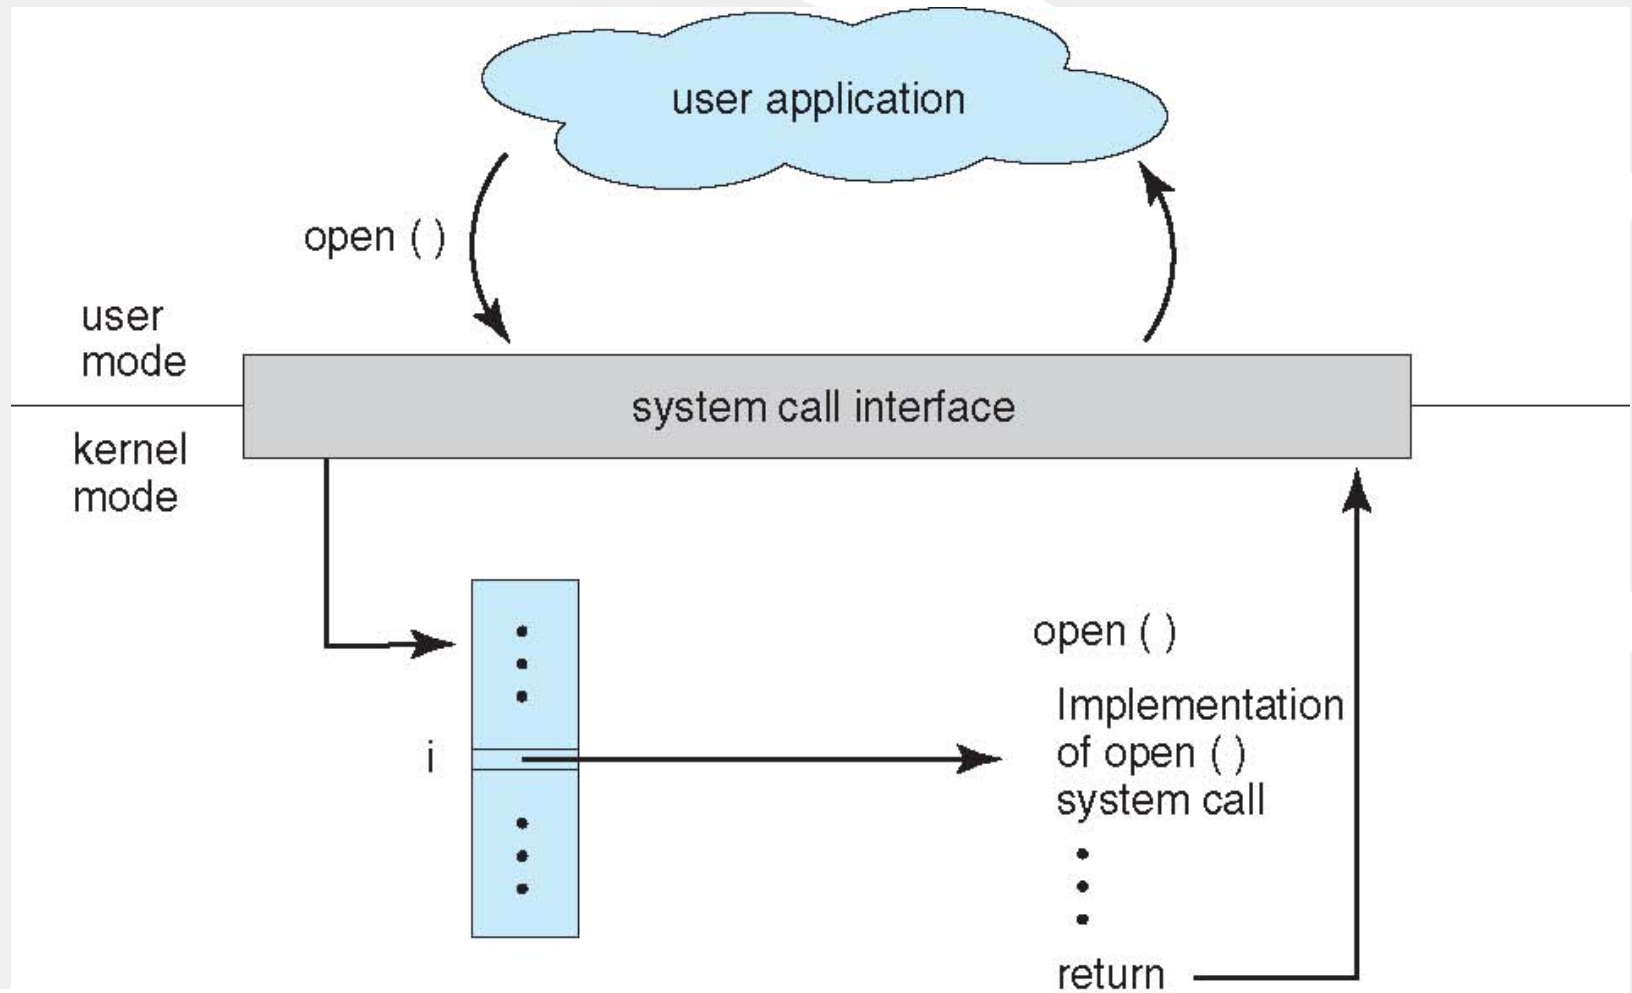 user application
open ( )
user
mode
system call interface
kernel
mode
open ( )
Implementation
i
of open ( )
system call
return